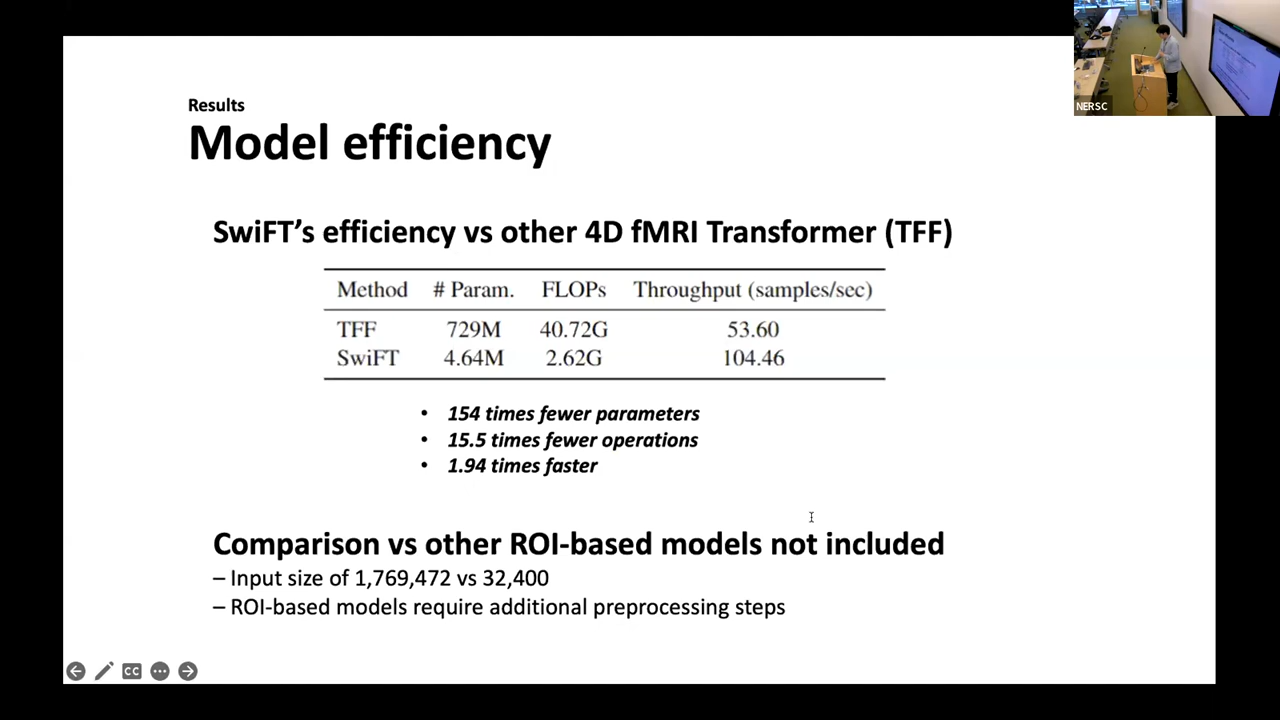 NERSC
Results
Model efficiency
SwiFT's efficiency vs other 4D fMRI Transformer (TFF)
Method # Param. FLOPs Throughput (samples/sec)
TFF 729M 40.72G 53.60
SwiFT 4.64M 2.62G 104.46
• 154 times fewer parameters
• 15.5 times fewer operations
• 1.94 times faster
Comparison vs other ROI-based models not included
– Input size of 1,769,472 vs 32,400
– ROI-based models require additional preprocessing steps
CC